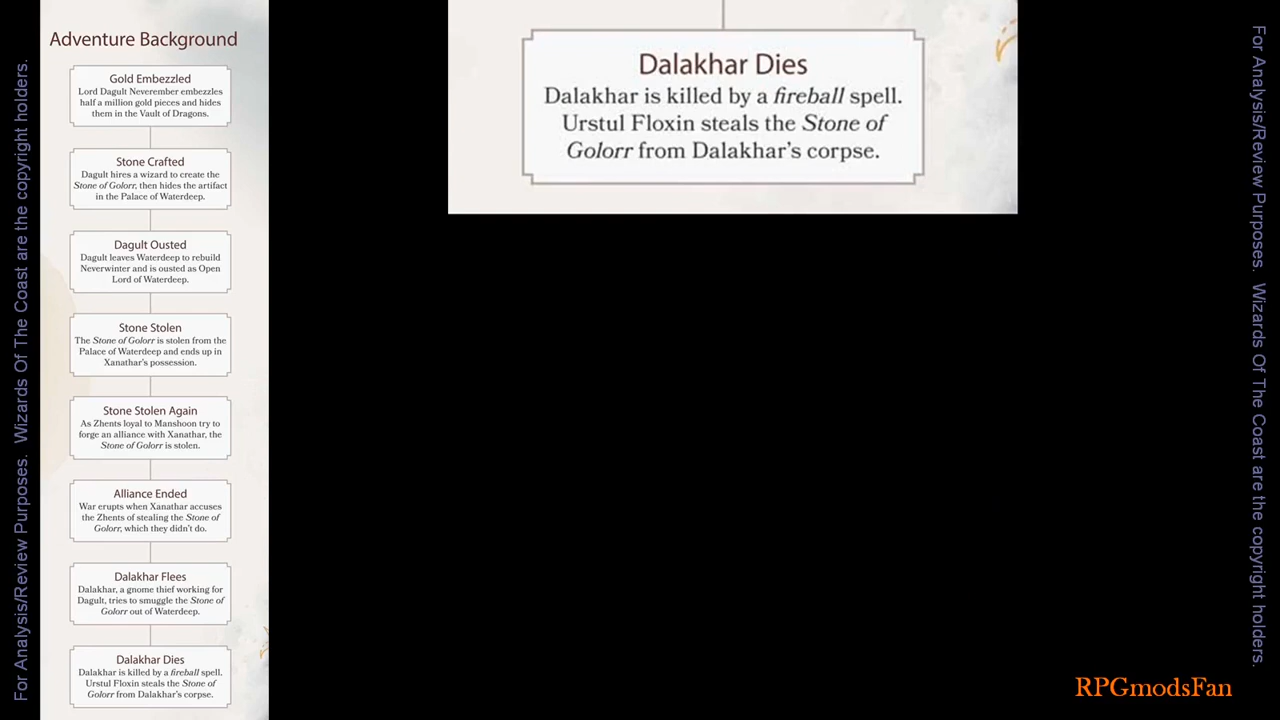 For Analysis/Review Purposes.  Wizards Of The Coast are the copyright holders.
Adventure Background
Gold Embezzled
Lord Dagult Neverember embezzles
half a million gold pieces and hides
them in the Vault of Dragons.
Stone Crafted
Dagult hires a wizard to create the
Stone of Golorr, then hides the artifact
in the Palace of Waterdeep.
Dagult Ousted
Dagult leaves Waterdeep to rebuild
Neverwinter and is ousted as Open
Lord of Waterdeep.
Stone Stolen
The Stone of Golorr is stolen from the
Palace of Waterdeep and ends up in
Xanathar's possession.
Stone Stolen Again
As Zhents loyal to Manshoon try to
forge an alliance with Xanathar, the
Stone of Golorr is stolen.
Alliance Ended
War erupts when Xanathar accuses
the Zhents of stealing the Stone of
Golorr, which they didn't do.
Dalakhar Flees
Dalakhar, a gnome thief working for
Dagult, tries to smuggle the Stone of
Golorr out of Waterdeep.
Dalakhar Dies
Dalakhar is killed by a fireball spell.
Urstul Floxin steals the Stone of
Golorr from Dalakhar's corpse.
Dalakhar Dies
Dalakhar is killed by a fireball spell.
Urstul Floxin steals the Stone of
Golorr from Dalakhar's corpse.
For Analysis/Review Purposes.  Wizards Of The Coast are the copyright holders.
RPGmodsFan